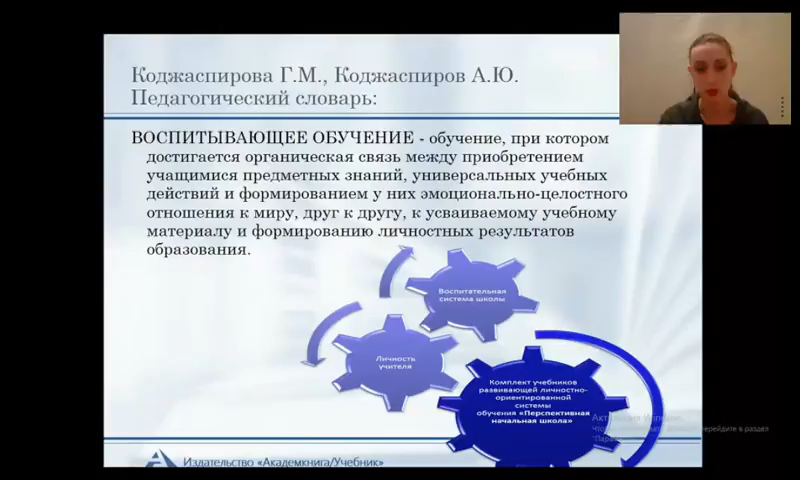 Коджаспирова Г.М., Коджаспиров А.Ю.
Педагогический словарь:
ВОСПИТЫВАЮЩЕЕ ОБУЧЕНИЕ - обучение, при котором
достигается органическая связь между приобретением
учащимися предметных знаний, универсальных учебных
действий и формированием у них эмоционально-целостного
отношения к миру, друг к другу, к усваиваемому учебному
материалу и формированию личностных результатов
образования.
Воспитательная
система школы
Личность
учителя
Комплект учебников
развивающей личностно-
ориентированной
системы
обучения «Перспективная
начальная школа»
Издательство «Академкнига/Учебник»
перейдите в раздел